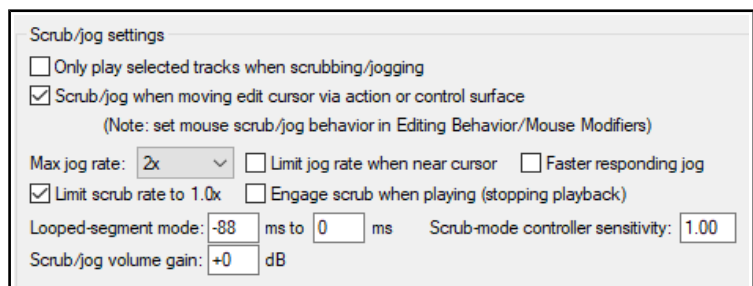 Scrub/jog settings
Only play selected tracks when scrubbing/jogging
Scrub/jog when moving edit cursor via action or control surface
(Note: set mouse scrub/jog behavior in Editing Behavior/Mouse Modifiers)
Max jog rate: 2x Limit jog rate when near cursor Faster responding jog
Limit scrub rate to 1.0x Engage scrub when playing (stopping playback)
Looped-segment mode: -88 ms to 0 ms Scrub-mode controller sensitivity: 1.00
Scrub/jog volume gain: +0 dB